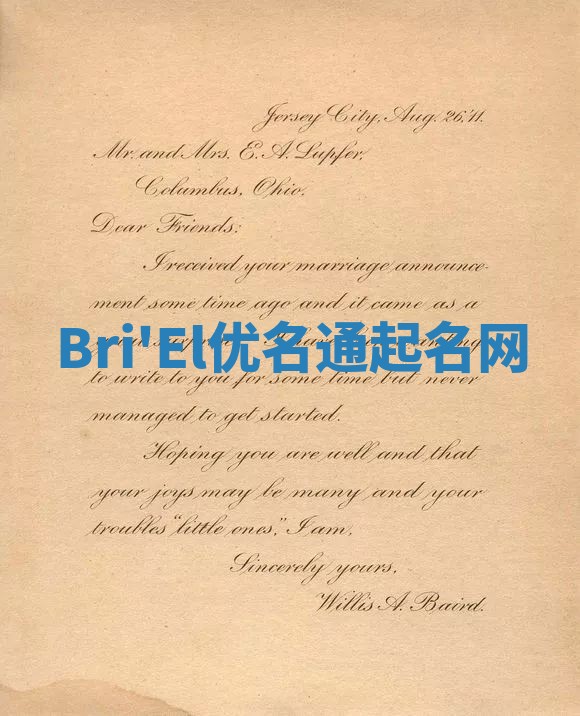 Jersey City, Aug. 26, '11.
Mr. and Mrs. E. A. Lupfer,
Columbus, Ohio.
Dear Friends:
I received your marriage announce-
ment some time ago and it came as a
Bri'El优名通起名网
to write to you for some time but never
managed to get started.
Hoping you are well and that
your joys may be many and your
troubles "little ones," I am,
Sincerely yours,
Willis A. Baird.